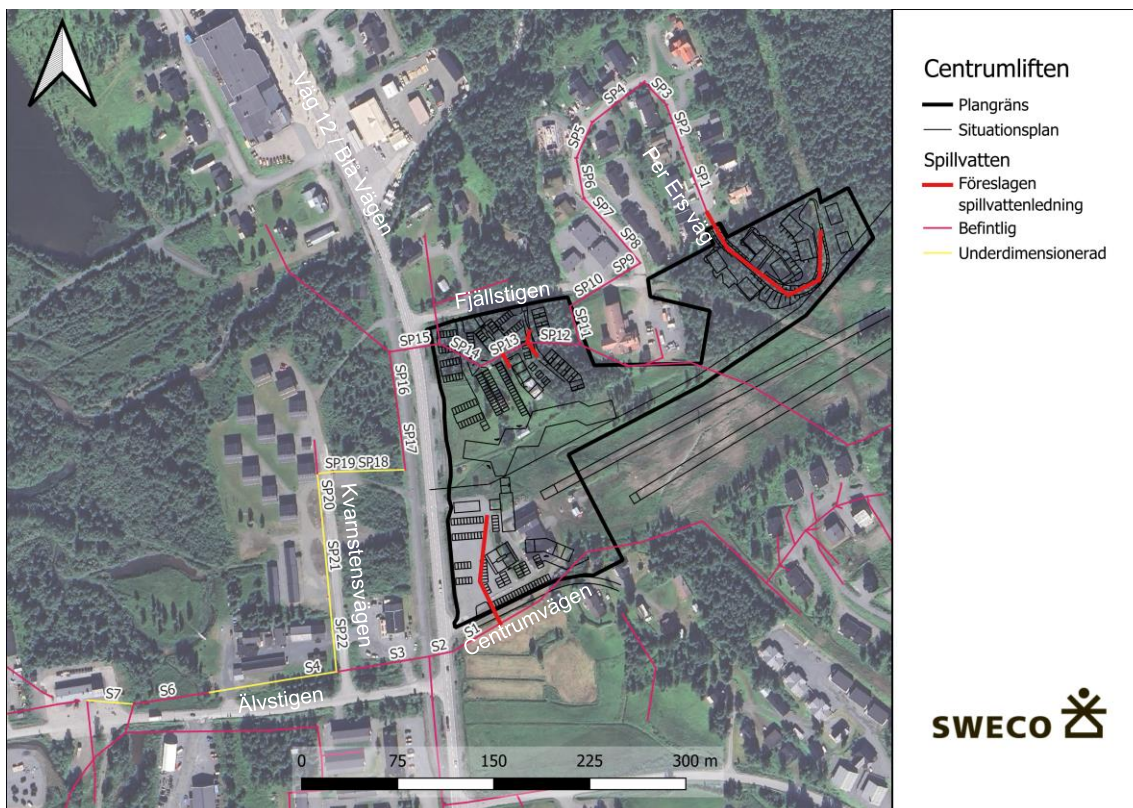 Centrumliften
Plangräns
Situationsplan
Spillvatten
Föreslagen
spillvattenledning
Befintlig
Underdimensionerad
Väg 127 Blå Vägen
SP4
SP3
SP5
SP2
SP6
SP1
Per Ers väg
SP7
SP8
SP9
SP10
Fjällstigen
SP11
SP15
SP14
SP13
SP12
SP16
SP17
SP19
SP18
SP20
Kvarnstensvägen
SP21
SP22
S1
Centrumvägen
S2
S3
S4
S6
S7
Älvstigen
0 75 150 225 300 m
SWECO